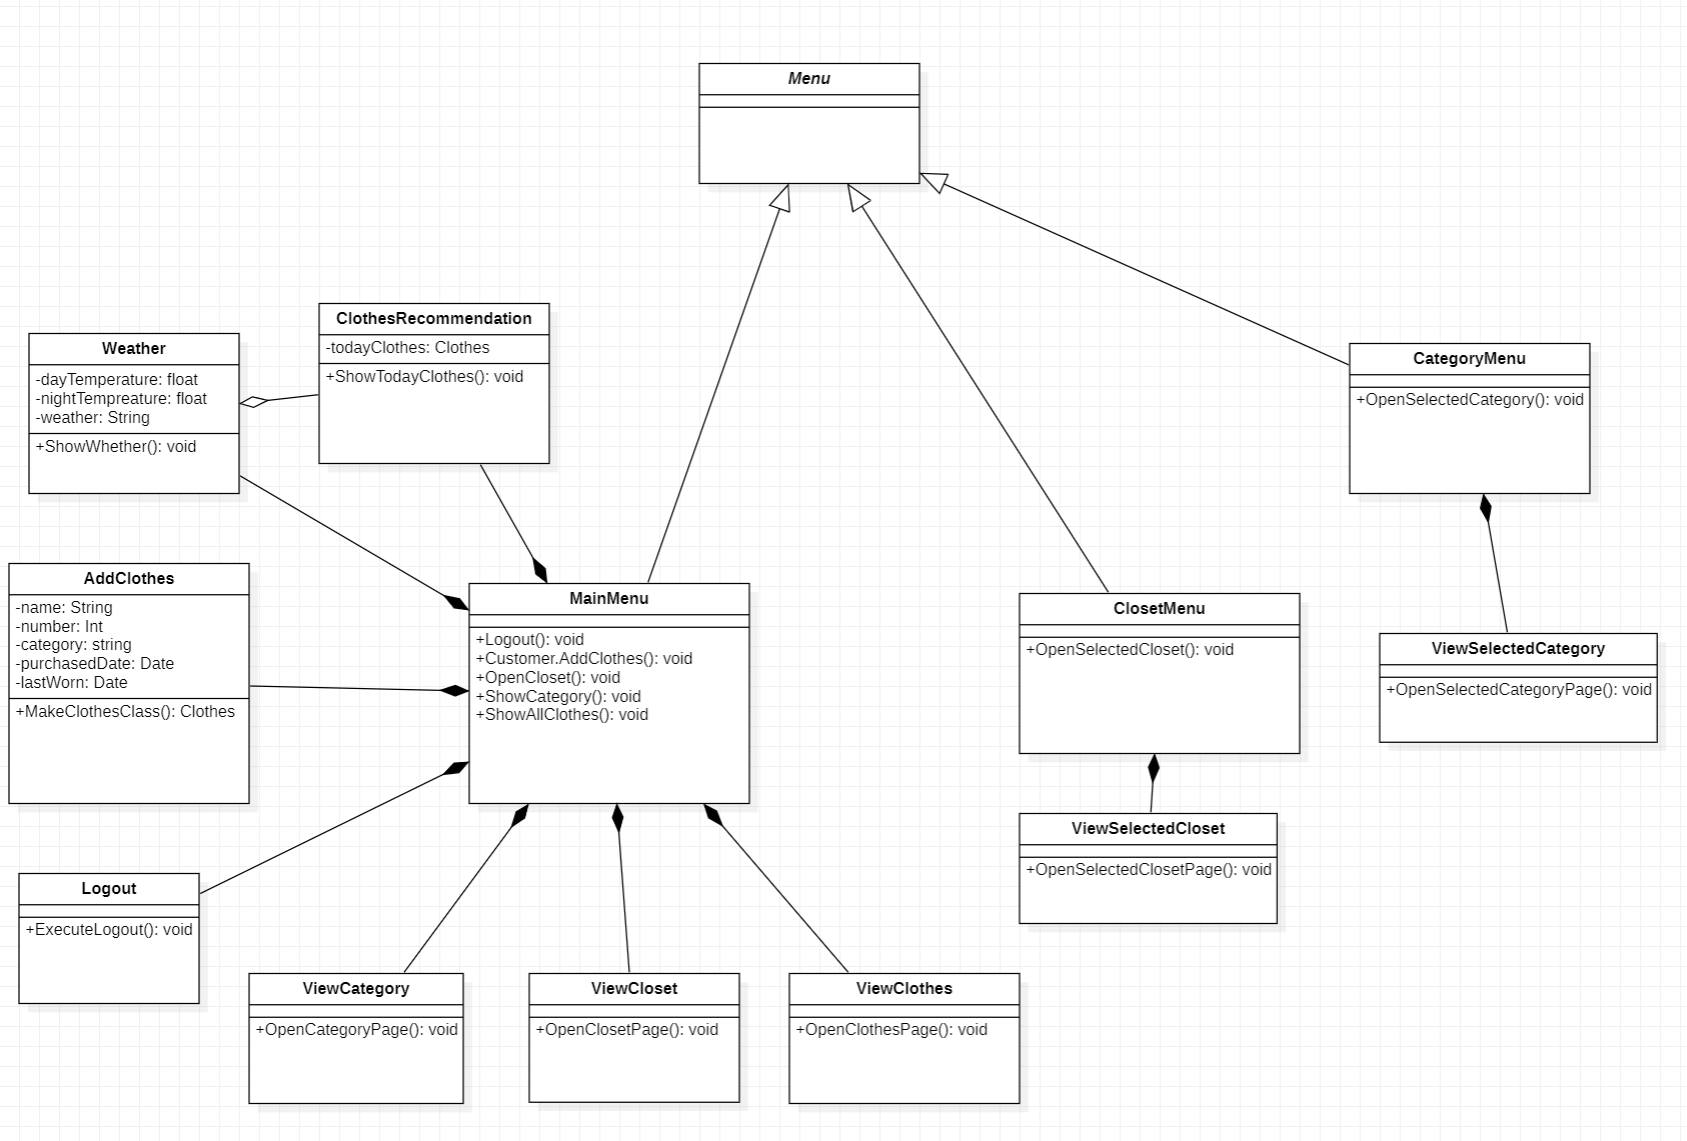 Menu
ClothesRecommendation
-todayClothes: Clothes
+ShowTodayClothes(): void
Weather
-dayTemperature: float
-nightTempreature: float
-weather: String
+ShowWhether(): void
CategoryMenu
+OpenSelectedCategory(): void
AddClothes
-name: String
-number: Int
-category: string
-purchasedDate: Date
-lastWorn: Date
+MakeClothesClass(): Clothes
MainMenu
+Logout(): void
+Customer.AddClothes(): void
+OpenCloset(): void
+ShowCategory(): void
+ShowAllClothes(): void
ClosetMenu
+OpenSelectedCloset(): void
ViewSelectedCategory
+OpenSelectedCategoryPage(): void
ViewSelectedCloset
+OpenSelectedClosetPage(): void
Logout
+ExecuteLogout(): void
ViewCategory
+OpenCategoryPage(): void
ViewCloset
+OpenClosetPage(): void
ViewClothes
+OpenClothesPage(): void